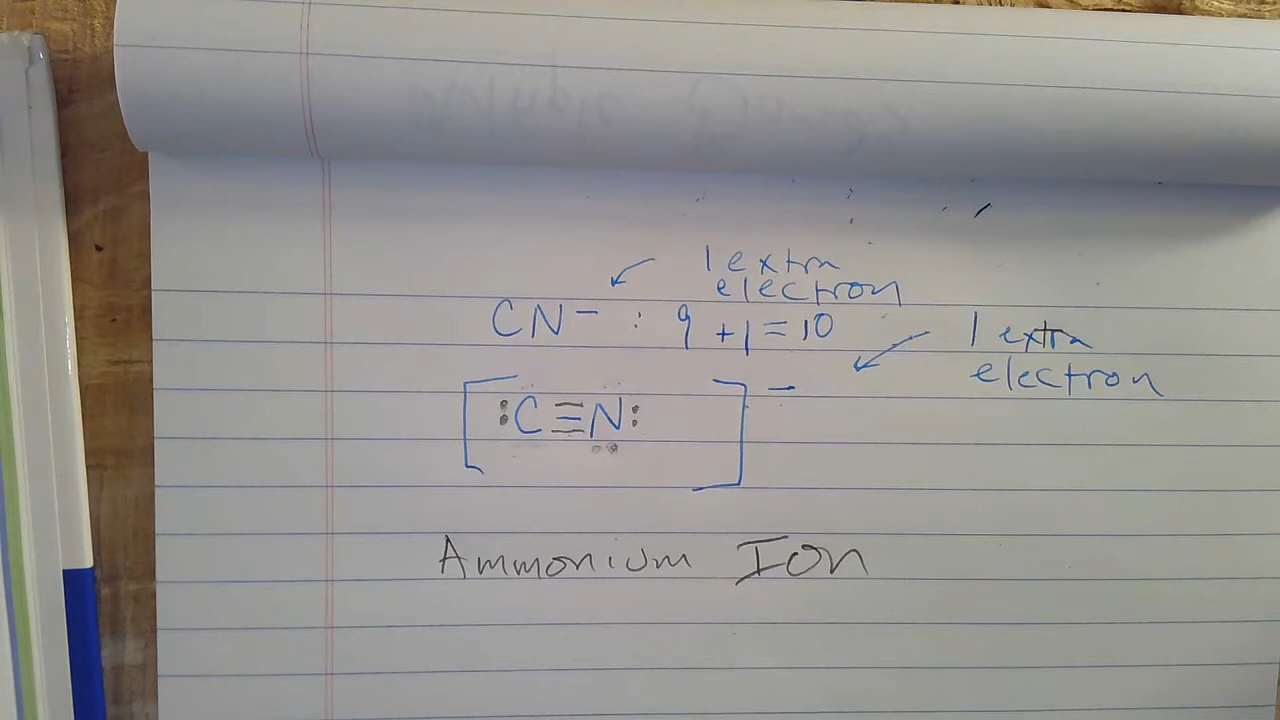 1 extra
electron
CN⁻ : 9 + 1 = 10
1 extra
electron
[:C≡N:]⁻
Ammonium Ion